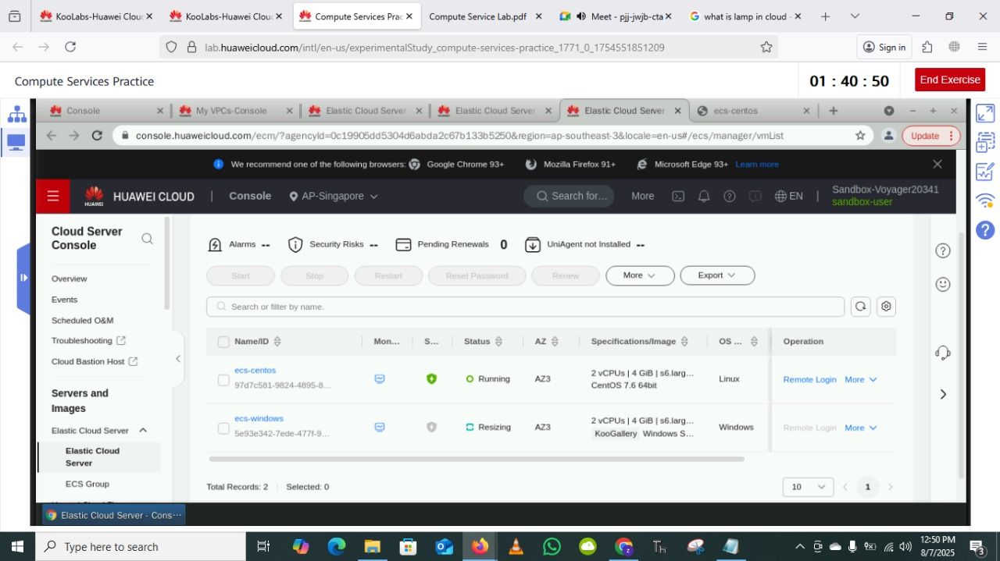 KooLabs-Huawei Cloud
KooLabs-Huawei Cloud
Compute Services Prac
Compute Service Lab.pdf
Meet - pjj-jwjb-cta
what is lamp in cloud -
lab.huaweicloud.com/intl/en-us/experimentalStudy_compute-services-practice_1771_0_1754551851209
Sign in
Compute Services Practice
01 : 40 : 50
End Exercise
Console
My VPCs-Console
Elastic Cloud Server
Elastic Cloud Server
Elastic Cloud Server
ecs-centos
console.huaweicloud.com/ecm/?agencyId=0c19905dd5304d6abda2c67b133b5250&region=ap-southeast-3&locale=en-us#/ecs/manager/vmList
Update
We recommend one of the following browsers: Google Chrome 93+ Mozilla Firefox 91+ Microsoft Edge 93+ Learn more
HUAWEI
HUAWEI CLOUD | Console AP-Singapore
Search for...
More
EN
Sandbox-Voyager20341
sandbox-user
Cloud Server
Console
Overview
Events
Scheduled O&M
Troubleshooting
Cloud Bastion Host
Servers and
Images
Elastic Cloud Server
Elastic Cloud
Server
ECS Group
Alarms --
Security Risks --
Pending Renewals 0
UniAgent not Installed --
Start
Stop
Restart
Reset Password
Renew
More
Export
Search or filter by name.
Name/ID Mon... S... Status AZ Specifications/Image OS ... Operation
ecs-centos
97d7c581-9824-4895-8...
Running
AZ3
2 vCPUs | 4 GiB | s6.larg...
CentOS 7.6 64bit
Linux
Remote Login More
ecs-windows
5e93e342-7ede-477f-9...
Resizing
AZ3
2 vCPUs | 4 GiB | s6.larg...
KooGallery Windows S...
Windows
Remote Login More
Total Records: 2 Selected: 0
10
1
Elastic Cloud Server - Cons···
Type here to search
12:50 PM
8/7/2025
3